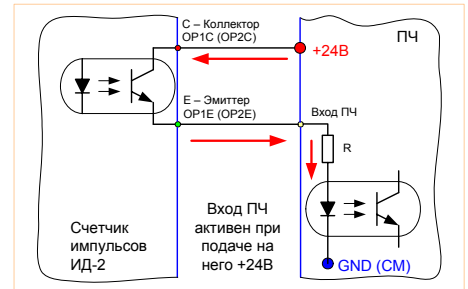 C – Коллектор
OP1C (OP2C)
+24В
ПЧ
E – Эмиттер
OP1E (OP2E)
Вход ПЧ
R
Счетчик
импульсов
ИД-2
Вход ПЧ
активен при
подаче на
него +24В
GND (CM)